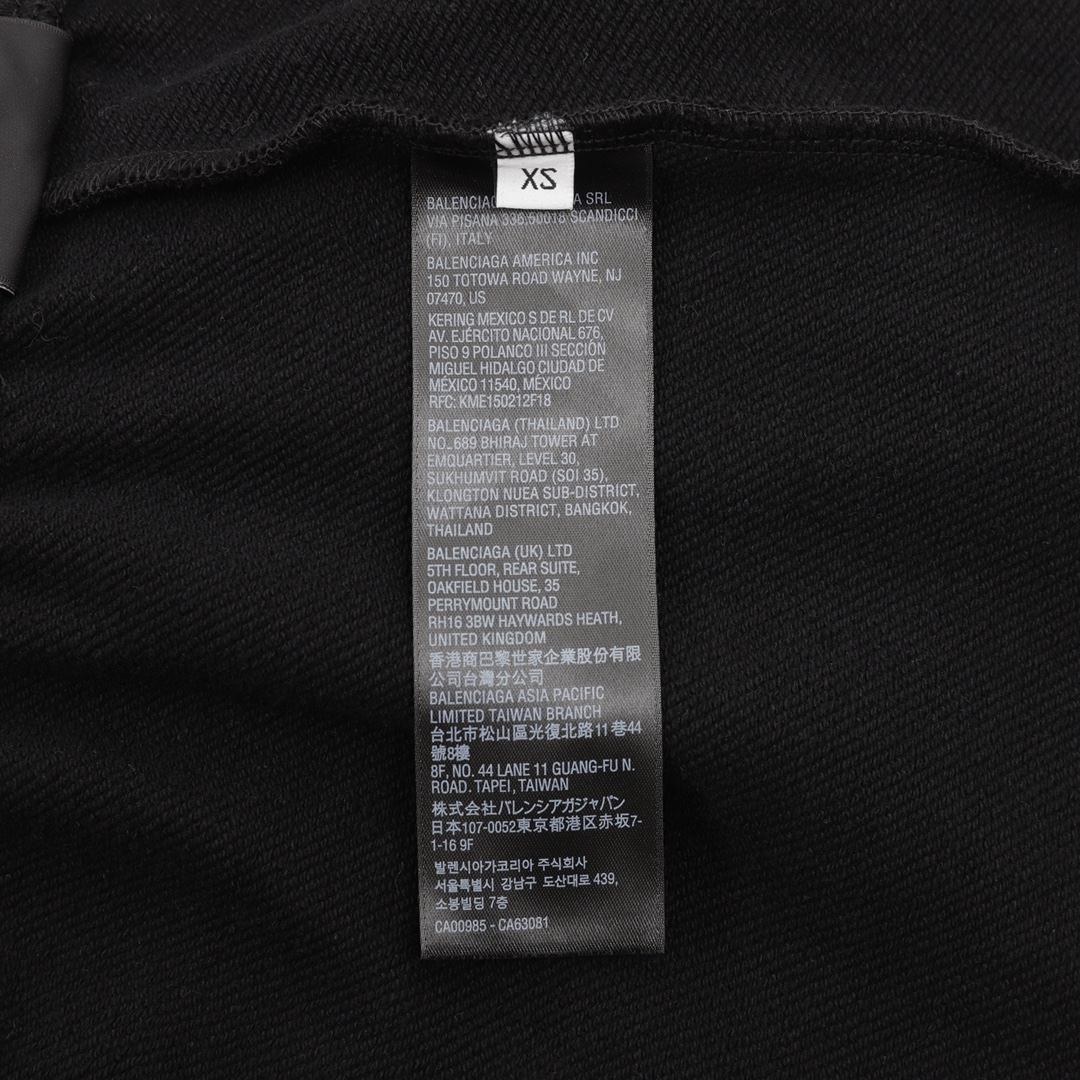 XS
BALENCIA A SRL
VIA PISANA 336,50018 SCANDICCI
(FI), ITALY
BALENCIAGA AMERICA INC
150 TOTOWA ROAD WAYNE, NJ
07470, US
KERING MEXICO S DE RL DE CV
AV. EJÉRCITO NACIONAL 676,
PISO 9 POLANCO III SECCIÓN
MIGUEL HIDALGO CIUDAD DE
MÉXICO 11540, MÉXICO
RFC: KME150212F18
BALENCIAGA (THAILAND) LTD
NO. 689 BHIRAJ TOWER AT
EMQUARTIER, LEVEL 30,
SUKHUMVIT ROAD (SOI 35),
KLONGTON NUEA SUB-DISTRICT,
WATTANA DISTRICT, BANGKOK,
THAILAND
BALENCIAGA (UK) LTD
5TH FLOOR, REAR SUITE,
OAKFIELD HOUSE, 35
PERRYMOUNT ROAD
RH16 3BW HAYWARDS HEATH,
UNITED KINGDOM
香港商巴黎世家企業股份有限
公司台灣分公司
BALENCIAGA ASIA PACIFIC
LIMITED TAIWAN BRANCH
台北市松山區光復北路11巷44
號8樓
8F, NO. 44 LANE 11 GUANG-FU N.
ROAD. TAPEI, TAIWAN
株式会社バレンシアガジャパン
日本107-0052東京都港区赤坂7-
1-16 9F
발렌시아가코리아 주식회사
서울특별시 강남구 도산대로 439,
소봉빌딩 7층
CA00985 - CA63081